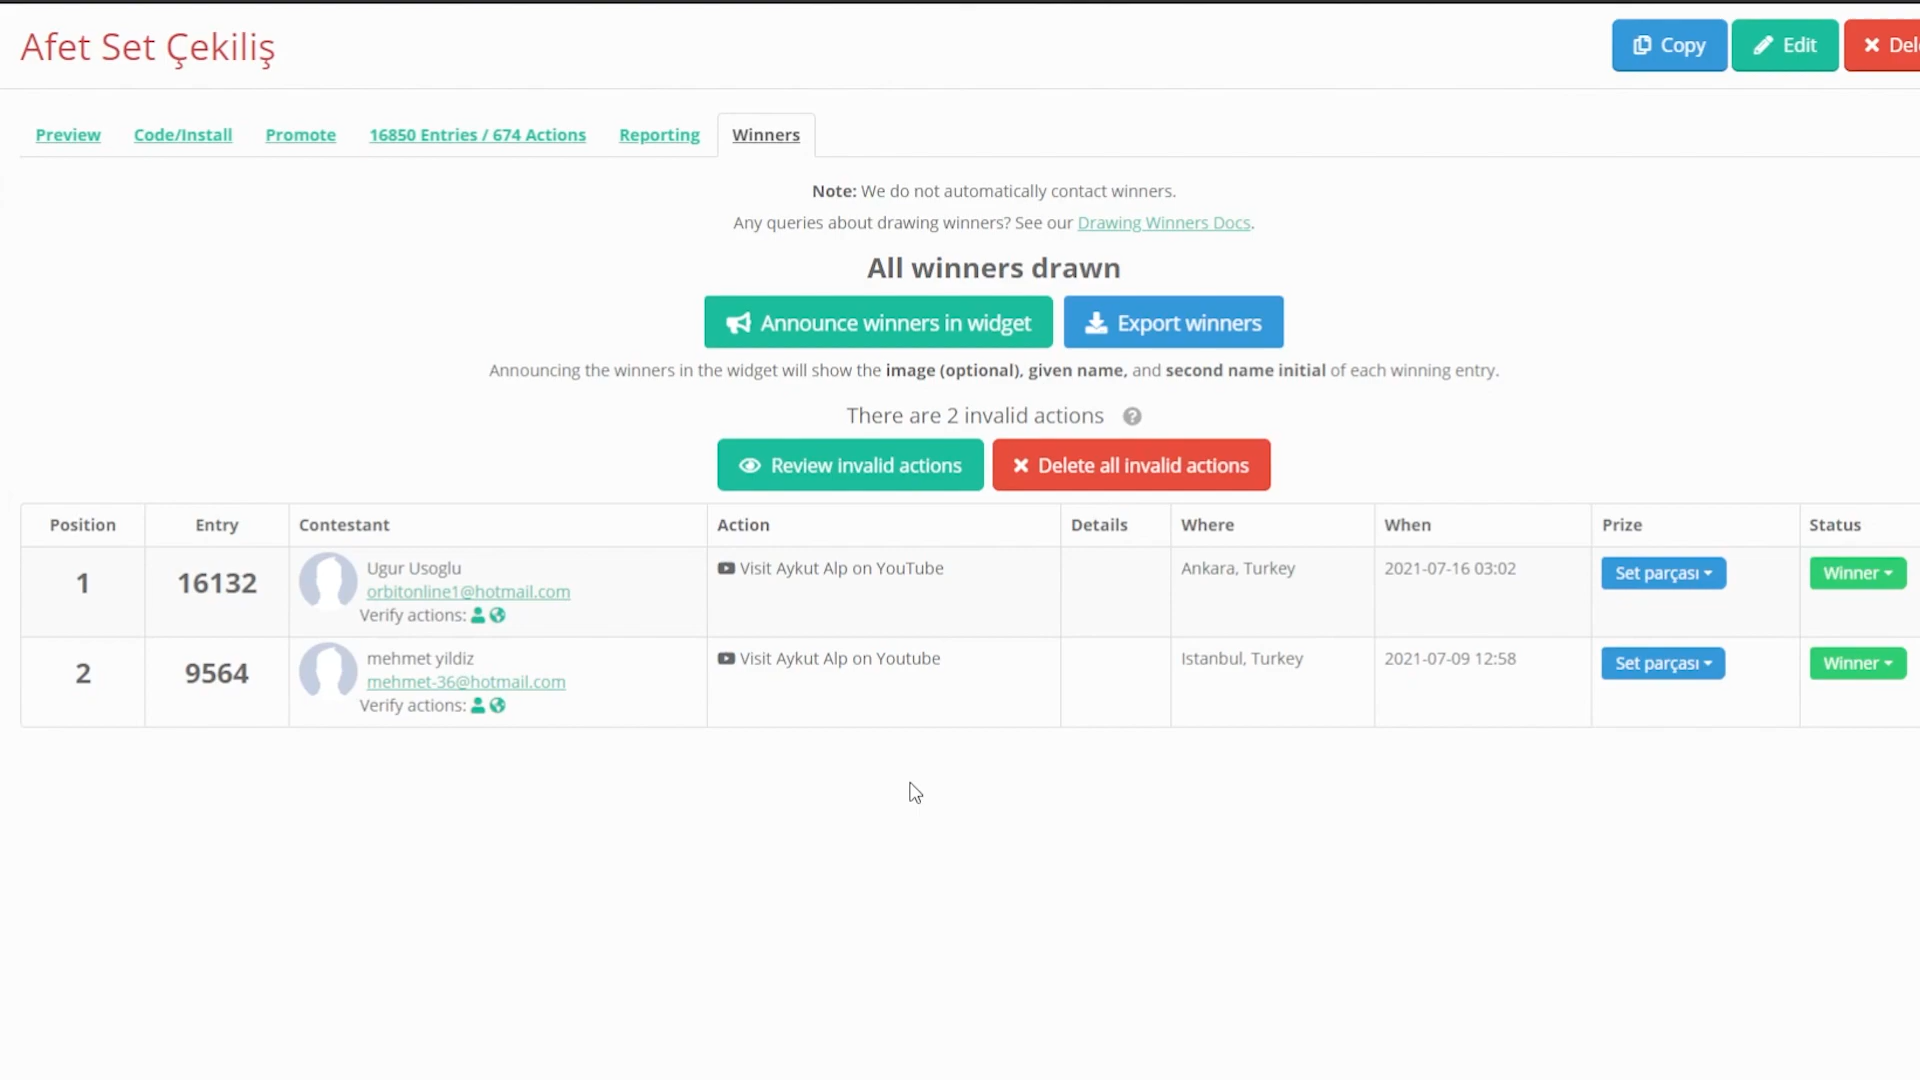 Afet Set Çekiliş
Copy
Edit
Preview
Code/Install
Promote
16850 Entries / 674 Actions
Reporting
Winners
Note: We do not automatically contact winners.
Any queries about drawing winners? See our Drawing Winners Docs.
All winners drawn
Announce winners in widget
Export winners
Announcing the winners in the widget will show the image (optional), given name, and second name initial of each winning entry.
There are 2 invalid actions ?
Review invalid actions
Delete all invalid actions
Position Entry Contestant Action Details Where When Prize Status
1 16132 Ugur Usoglu Visit Aykut Alp on YouTube Ankara, Turkey 2021-07-16 03:02 Set parçası Winner
orbitonline1@hotmail.com
Verify actions:
2 9564 mehmet yildiz Visit Aykut Alp on Youtube Istanbul, Turkey 2021-07-09 12:58 Set parçası Winner
mehmet-36@hotmail.com
Verify actions: